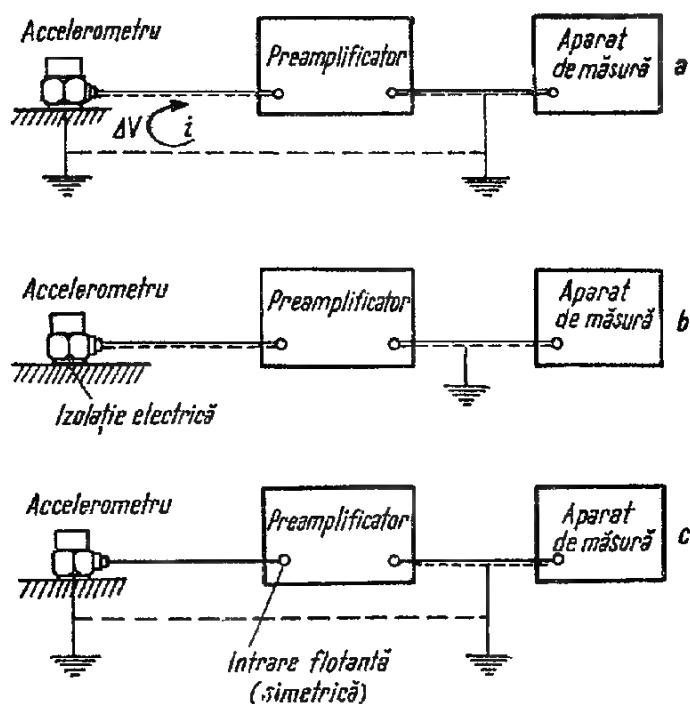 Accelerometru
Preamplificator
Aparat
de măsură
a
ΔV
i
Accelerometru
Preamplificator
Aparat
de măsură
b
Izolație electrică
Accelerometru
Preamplificator
Aparat
de măsură
c
Intrare flotantă
(simetrică)